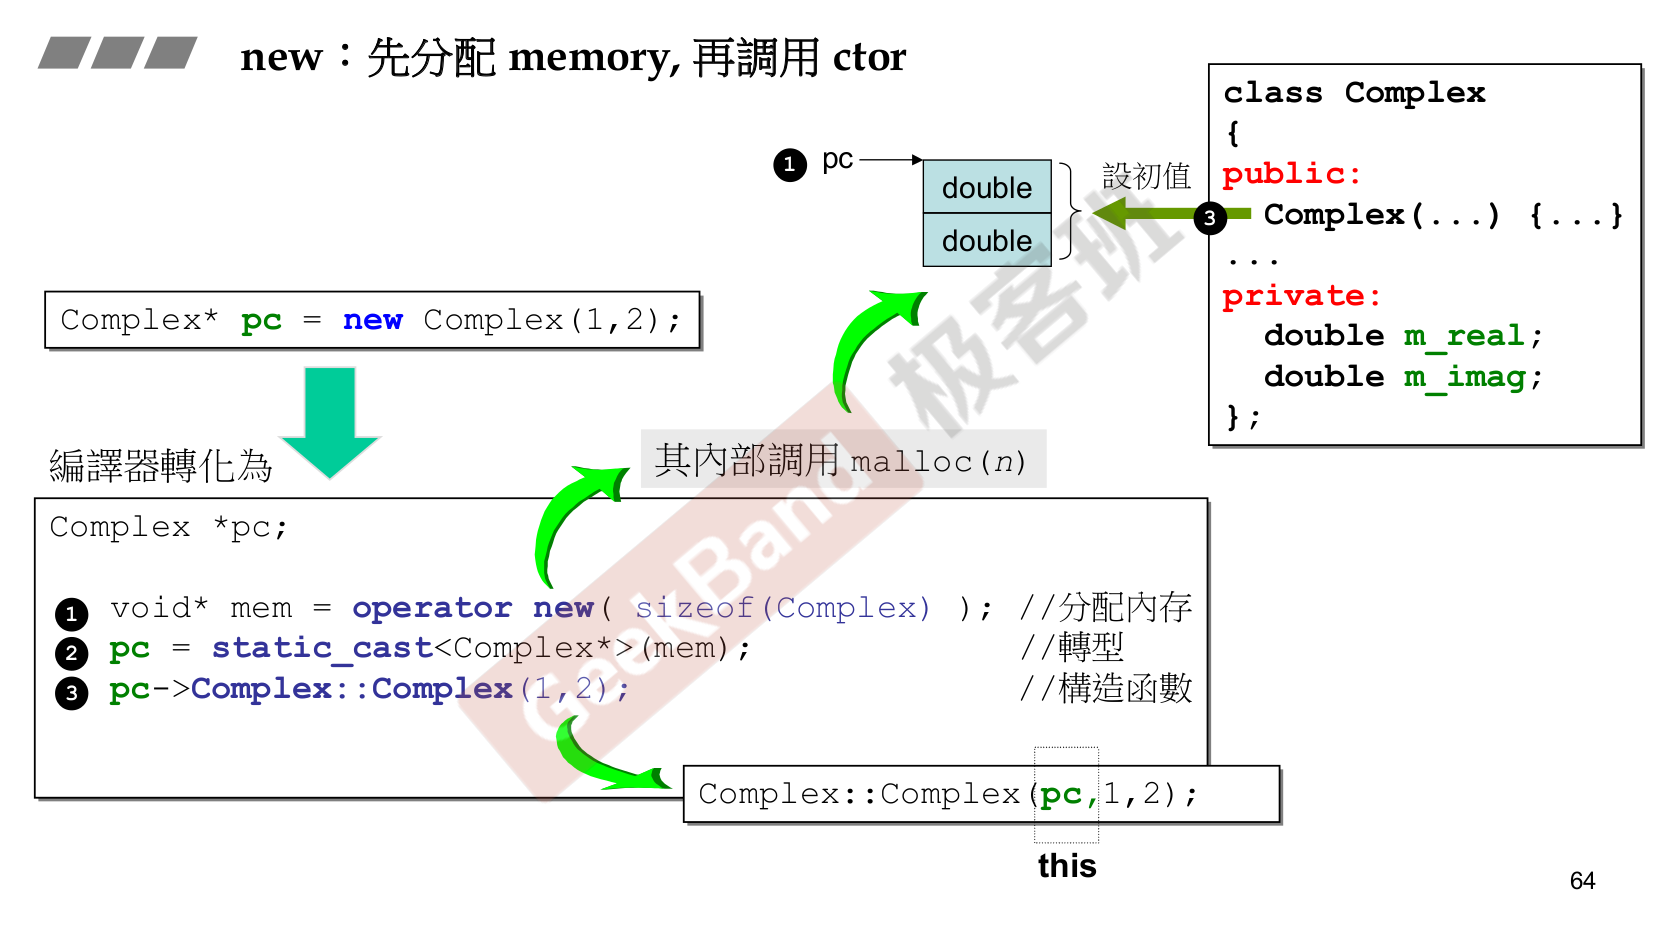 new：先分配 memory, 再調用 ctor
class Complex
{
public:
Complex(...) {...}
...
private:
double m_real;
double m_imag;
};
1 pc
double
double
設初值
3
Complex* pc = new Complex(1,2);
編譯器轉化為
其內部調用 malloc(n)
Complex *pc;
1 void* mem = operator new( sizeof(Complex) ); //分配內存
2 pc = static_cast<Complex*>(mem); //轉型
3 pc->Complex::Complex(1,2); //構造函數
Complex::Complex(pc,1,2);
this
64
GeekBand 极客班